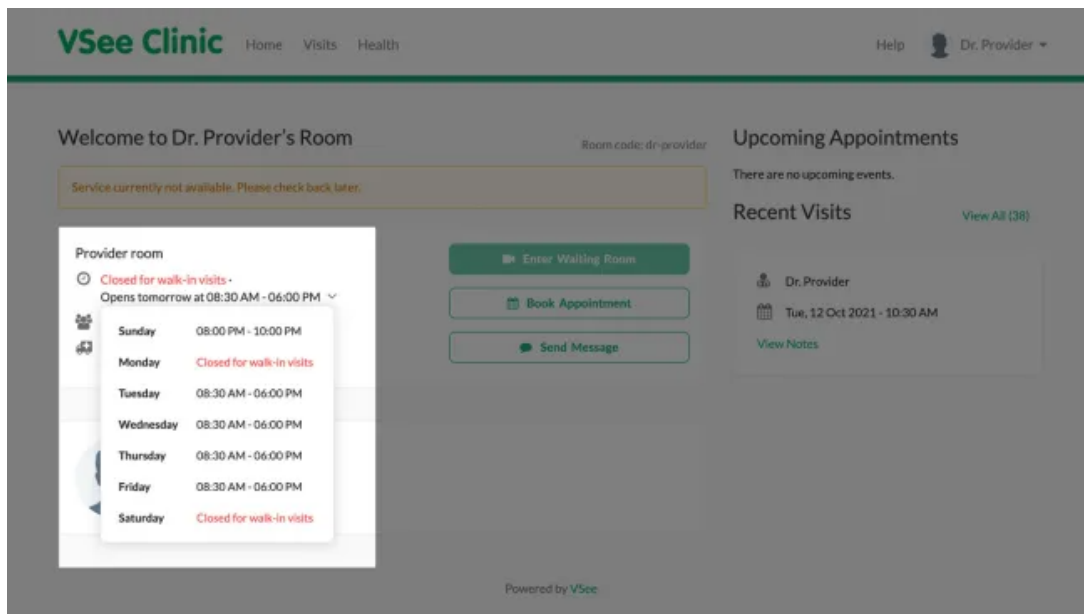 VSee Clinic Home Visits Health Help Dr. Provider
Welcome to Dr. Provider's Room
Room code: dr-provider
Service currently not available. Please check back later.
Provider room
Closed for walk-in visits ·
Opens tomorrow at 08:30 AM - 06:00 PM
Sunday 08:00 PM - 10:00 PM
Monday Closed for walk-in visits
Tuesday 08:30 AM - 06:00 PM
Wednesday 08:30 AM - 06:00 PM
Thursday 08:30 AM - 06:00 PM
Friday 08:30 AM - 06:00 PM
Saturday Closed for walk-in visits
Enter Waiting Room
Book Appointment
Send Message
Upcoming Appointments
There are no upcoming events.
Recent Visits View All (38)
Dr. Provider
Tue, 12 Oct 2021 - 10:30 AM
View Notes
Powered by VSee